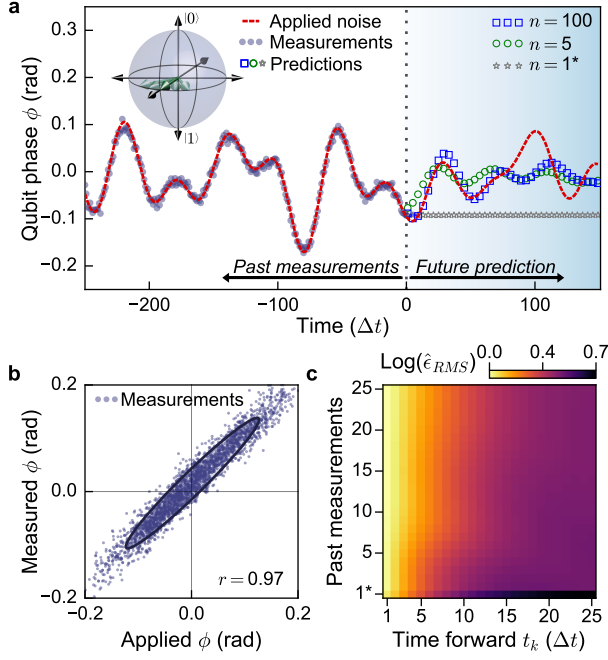 a
|0⟩
|1⟩
Applied noise
Measurements
Predictions
n = 100
n = 5
n = 1*
Qubit phase ϕ (rad)
0.3
0.2
0.1
0.0
−0.1
−0.2
Past measurements
Future prediction
−200
−100
0
100
Time (Δt)
b
Measurements
r = 0.97
Measured ϕ (rad)
0.2
0.0
−0.2
−0.2
0.0
0.2
Applied ϕ (rad)
c
Log(ϵ̂RMS)
0.0
0.4
0.7
Past measurements
25
20
15
10
5
1*
1
5
10
15
20
25
Time forward tk (Δt)